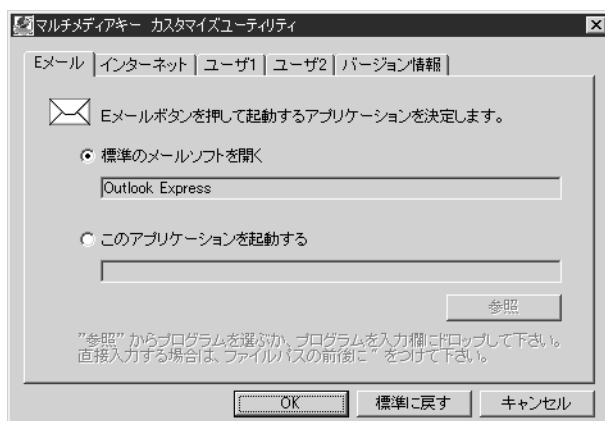 マルチメディアキー カスタマイズユーティリティ
Eメール インターネット ユーザ1 ユーザ2 バージョン情報
Eメールボタンを押して起動するアプリケーションを決定します。
標準のメールソフトを開く
Outlook Express
このアプリケーションを起動する
参照
"参照" からプログラムを選ぶか、プログラムを入力欄にドロップして下さい。
直接入力する場合は、ファイルパスの前後に " をつけて下さい。
OK 標準に戻す キャンセル